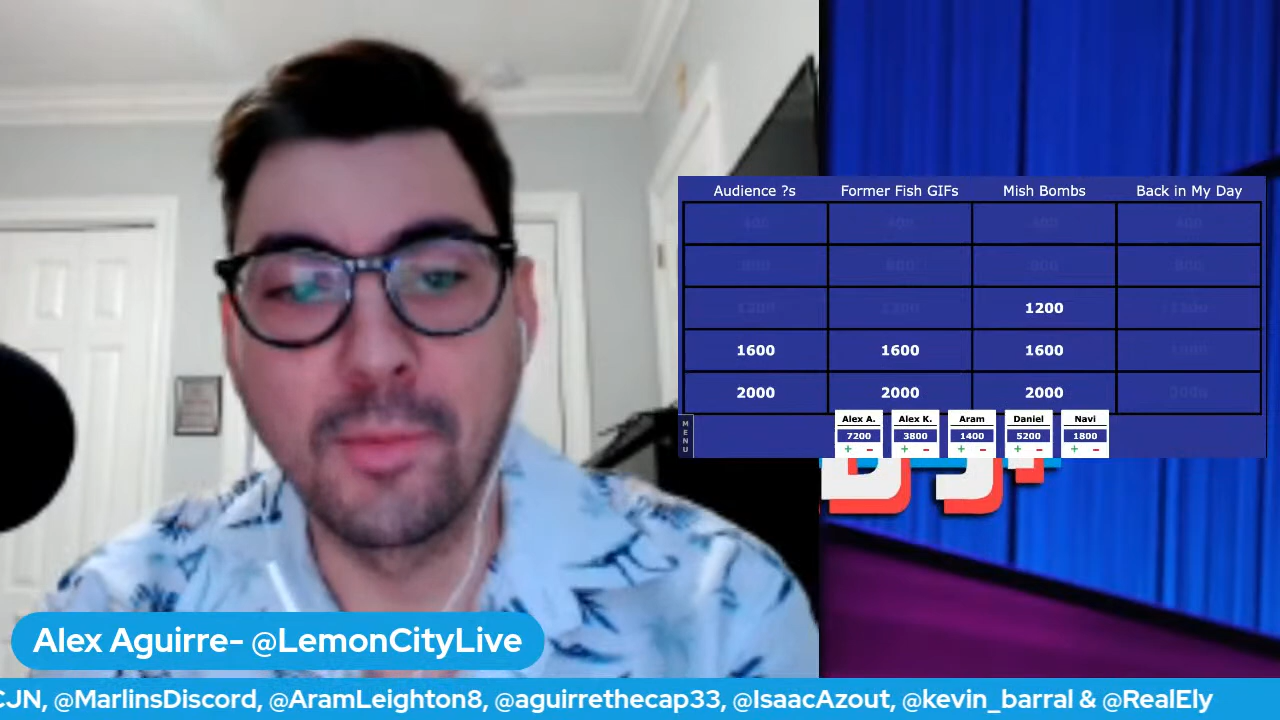 Audience ?s Former Fish GIFs Mish Bombs Back in My Day
1200
1600 1600 1600
2000 2000 2000
MENU
Alex A. Alex K. Aram Daniel Navi
7200 3800 1400 5200 1800
+ − + − + − + − + −
Alex Aguirre- @LemonCityLive
CJN, @MarlinsDiscord, @AramLeighton8, @aguirrethecap33, @IsaacAzout, @kevin_barral & @RealEly